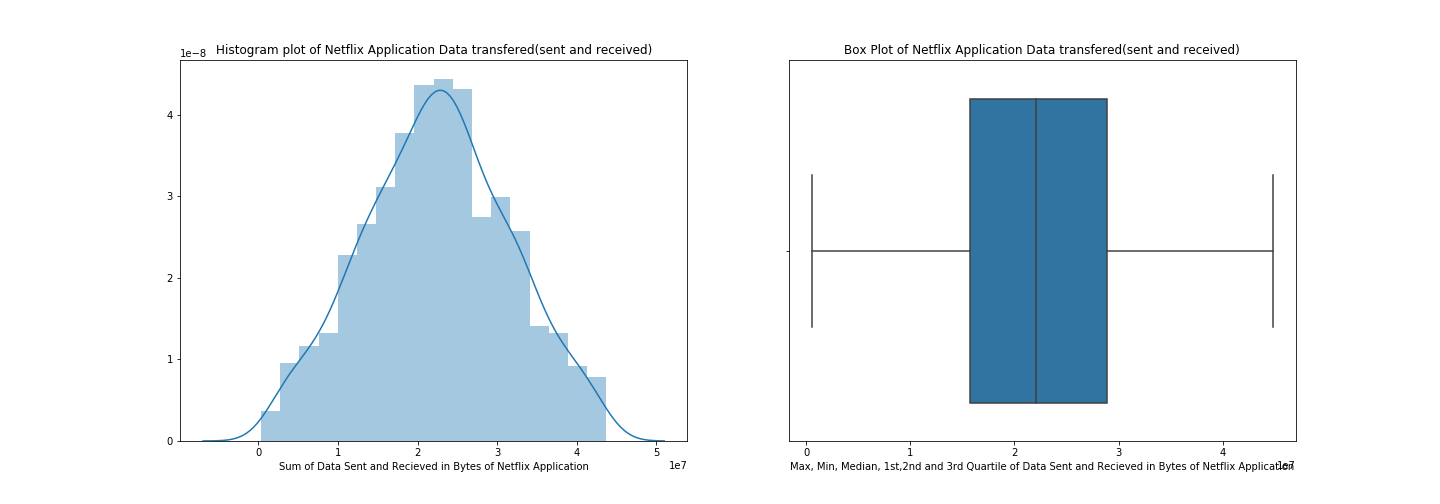 Histogram plot of Netflix Application Data transfered(sent and received)
1e−8
4
3
2
1
0
0 1 2 3 4 5
1e7
Sum of Data Sent and Recieved in Bytes of Netflix Application
Box Plot of Netflix Application Data transfered(sent and received)
0 1 2 3 4
1e7
Max, Min, Median, 1st,2nd and 3rd Quartile of Data Sent and Recieved in Bytes of Netflix Application